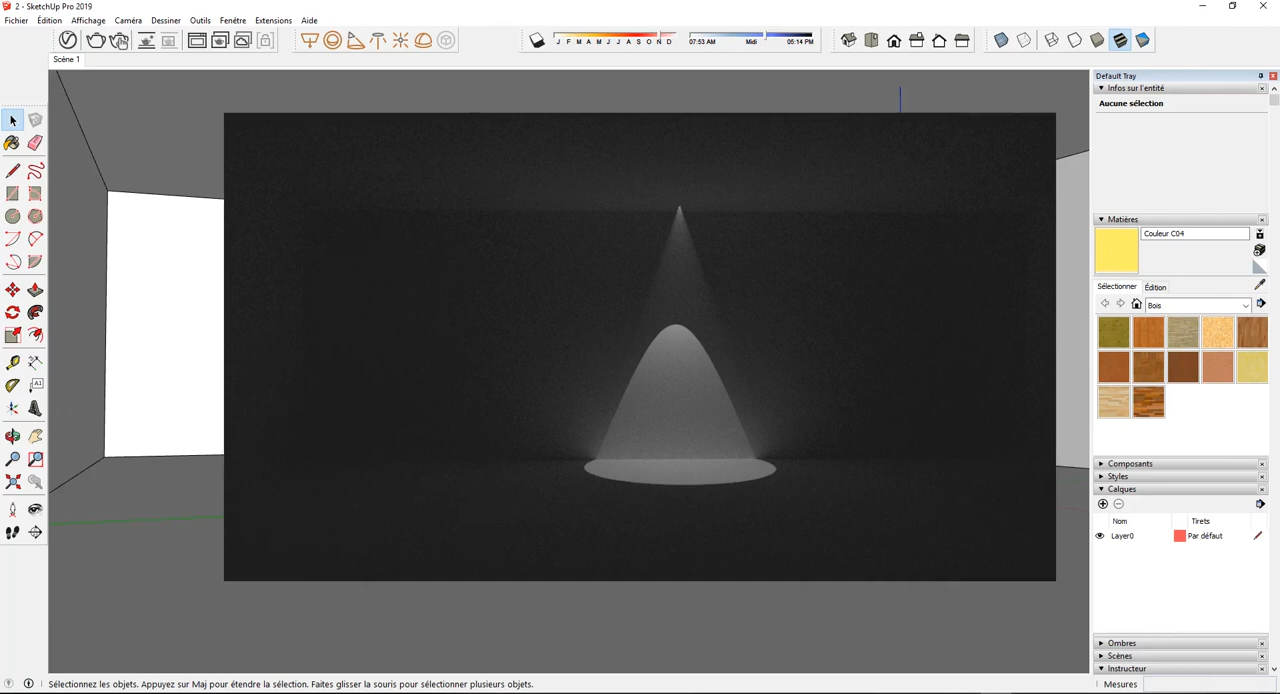 2 - SketchUp Pro 2019
Fichier Édition Affichage Caméra Dessiner Outils Fenêtre Extensions Aide
J F M A M J J A S O N D 07:53 AM Midi 05:14 PM
Scène 1
Default Tray
Infos sur l'entité
Aucune sélection
Matières
Couleur C04
Sélectionner Édition
Bois
A1
Composants
Styles
Calques
Nom Tirets
Layer0 Par défaut
Ombres
Scènes
Instructeur
Sélectionnez les objets. Appuyez sur Maj pour étendre la sélection. Faites glisser la souris pour sélectionner plusieurs objets. Mesures